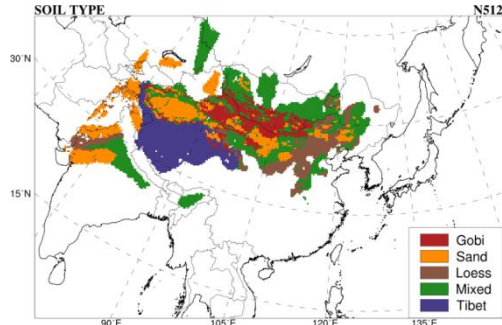 SOIL TYPE N512
30°N
15°N
Gobi
Sand
Loess
Mixed
Tibet
90°E 105°E 120°E 135°E